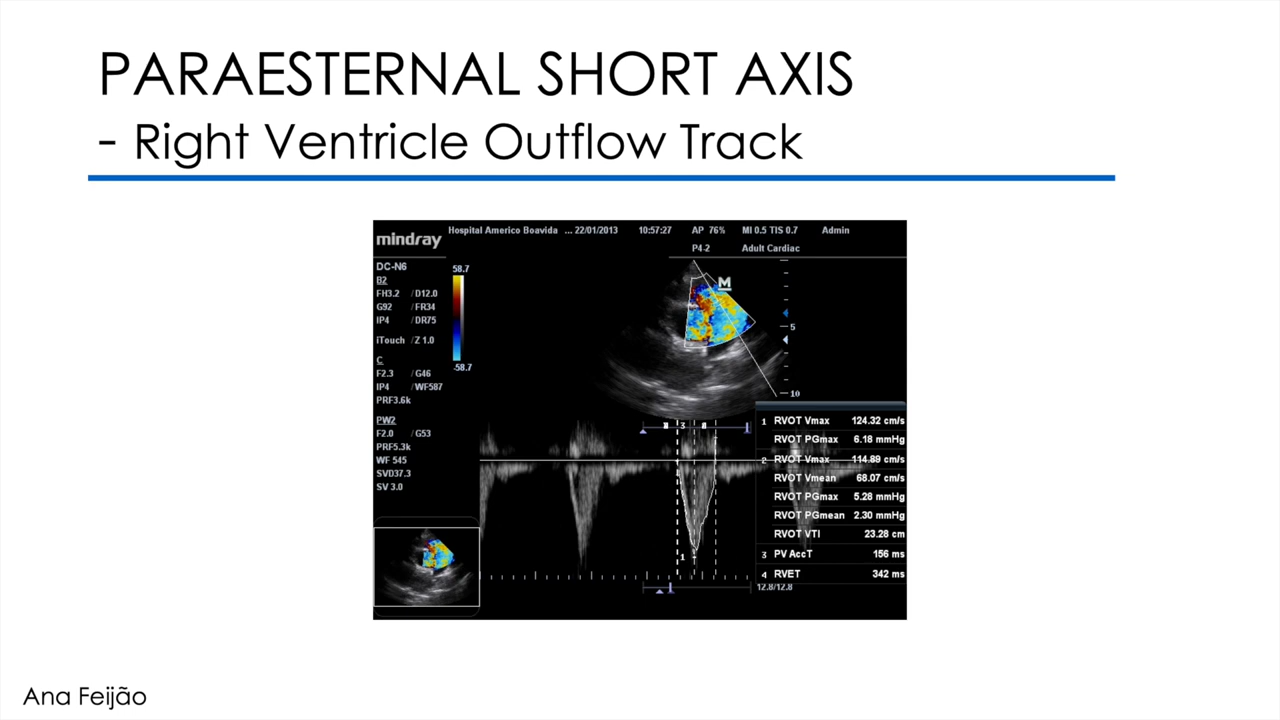 PARAESTERNAL SHORT AXIS
- Right Ventricle Outflow Track
mindray
Hospital Americo Boavida ... 22/01/2013 10:57:27 AP 76% MI 0.5 TIS 0.7 Admin
P4-2 Adult Cardiac
DC-N6
B2
FH3.2 / D12.0
G92 / FR34
IP4 / DR75
iTouch / Z 1.0
C
F2.3 / G46
IP4 / WF587
PRF3.6k
PW2
F2.0 / G53
PRF5.3k
WF 545
SVD37.3
SV 3.0
58.7
-58.7
M
5
10
3
1
1 RVOT Vmax 124.32 cm/s
RVOT PGmax 6.18 mmHg
2 RVOT Vmax 114.89 cm/s
RVOT Vmean 68.07 cm/s
RVOT PGmax 5.28 mmHg
RVOT PGmean 2.30 mmHg
RVOT VTI 23.28 cm
3 PV AccT 156 ms
4 RVET 342 ms
12.8/12.8
Ana Feijão